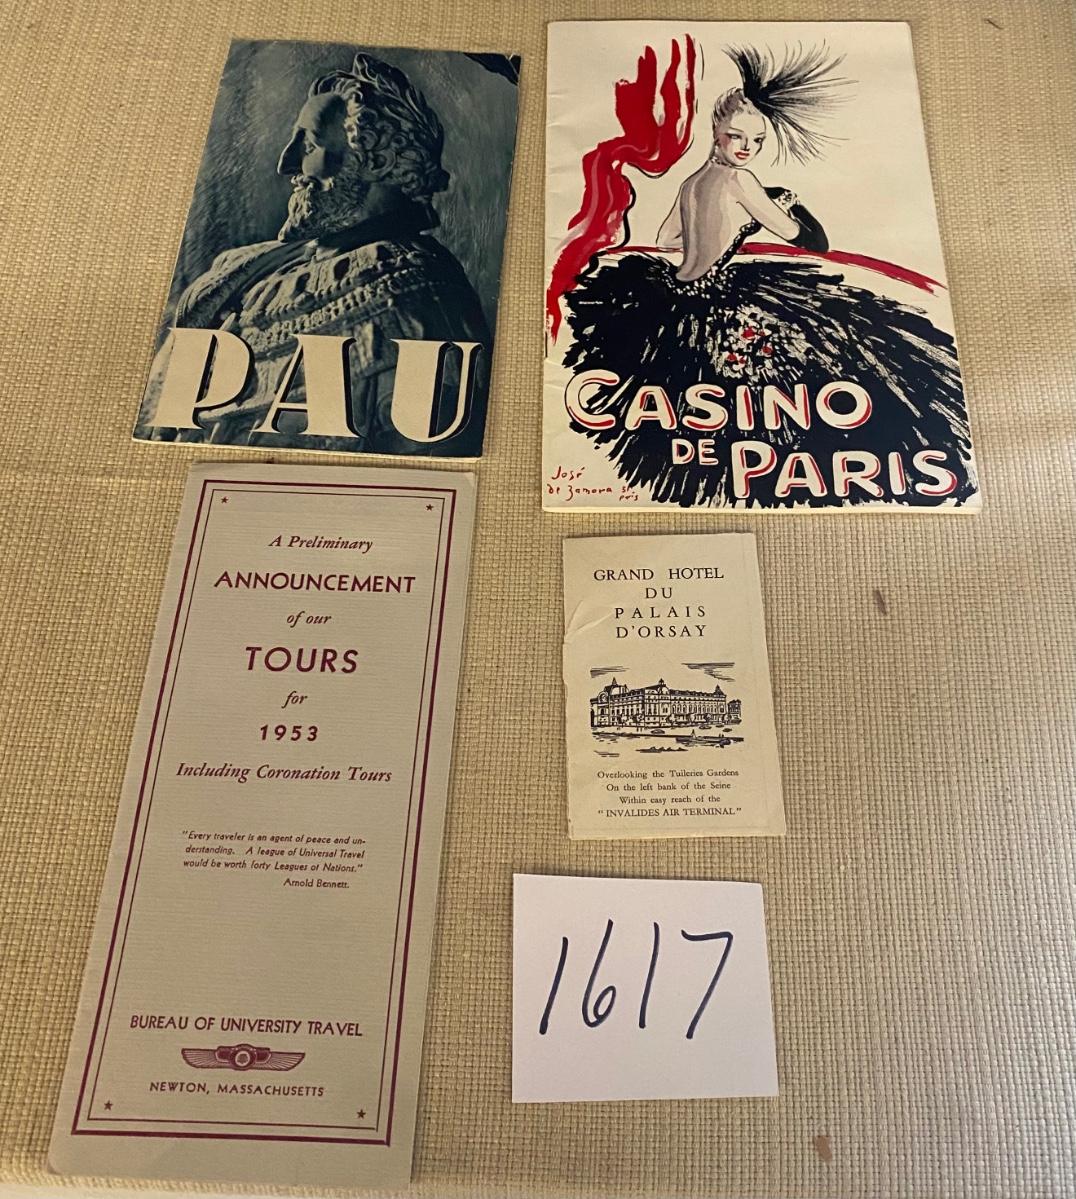 PAU
CASINO
DE PARIS
José
de Zamora
Paris
A Preliminary
ANNOUNCEMENT
of our
TOURS
for
1953
Including Coronation Tours
"Every traveler is an agent of peace and un-
derstanding. A league of Universal Travel
would be worth forty Leagues of Nations."
Arnold Bennett.
BUREAU OF UNIVERSITY TRAVEL
NEWTON, MASSACHUSETTS
GRAND HOTEL
DU
PALAIS
D'ORSAY
Overlooking the Tuileries Gardens
On the left bank of the Seine
Within easy reach of the
"INVALIDES AIR TERMINAL"
1617